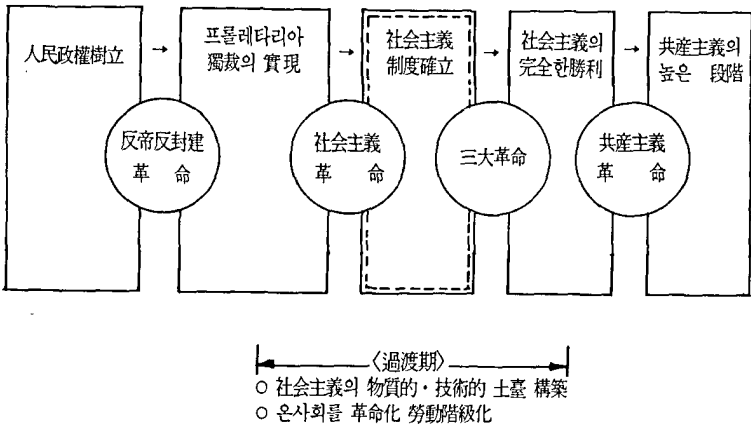 人民政權樹立 → 프롤레타리아 獨裁의 實現 → 社会主義 制度確立 → 社会主義의 完全한勝利 → 共産主義의 높은 段階
反帝反封建 革 命
社会主義 革 命
三大革命
共産主義 革 命
〈過渡期〉
○ 社会主義의 物質的·技術的 土臺 構築
○ 온사회를 革命化 勞動階級化